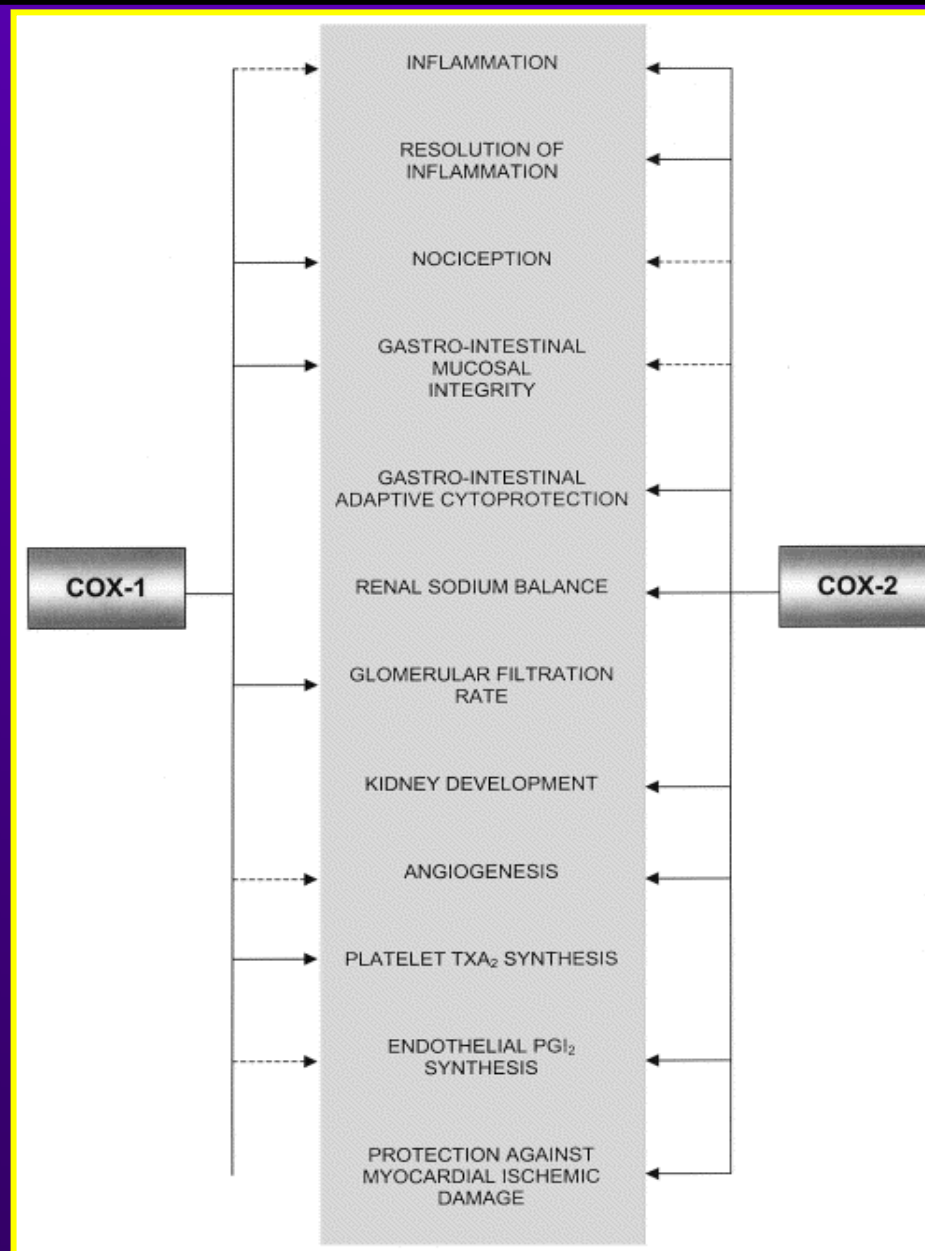 INFLAMMATION
RESOLUTION OF
INFLAMMATION
NOCICEPTION
GASTRO-INTESTINAL
MUCOSAL
INTEGRITY
GASTRO-INTESTINAL
ADAPTIVE CYTOPROTECTION
COX-1
RENAL SODIUM BALANCE
COX-2
GLOMERULAR FILTRATION
RATE
KIDNEY DEVELOPMENT
ANGIOGENESIS
PLATELET TXA₂ SYNTHESIS
ENDOTHELIAL PGI₂
SYNTHESIS
PROTECTION AGAINST
MYOCARDIAL ISCHEMIC
DAMAGE